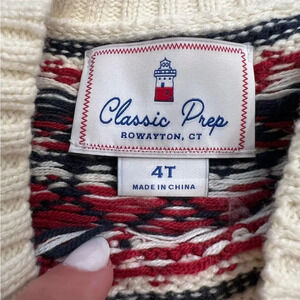 Classic Prep
ROWAYTON, CT
4T
MADE IN CHINA